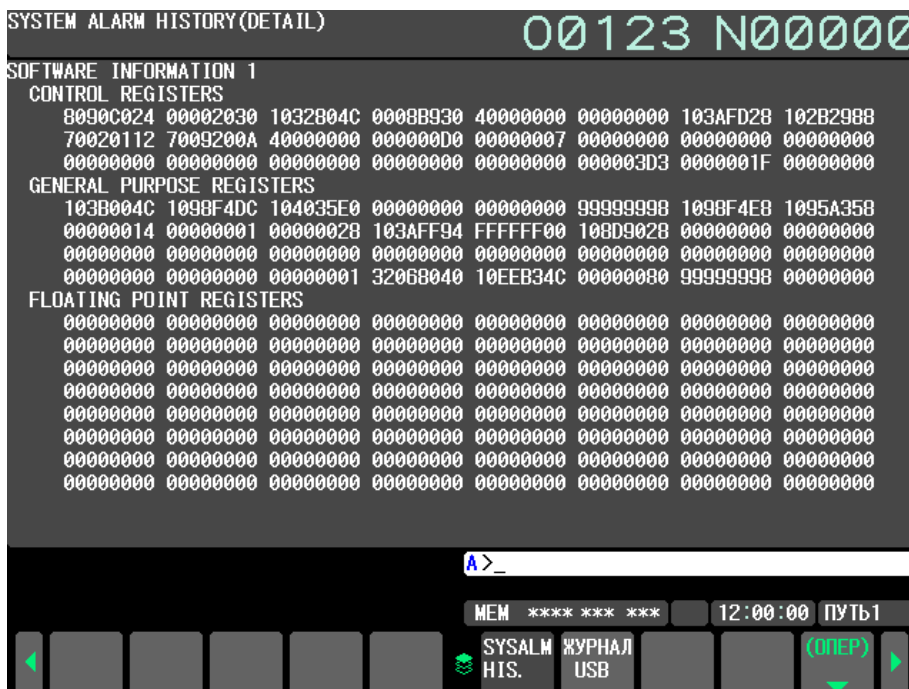 SYSTEM ALARM HISTORY(DETAIL)
O0123 N00000
SOFTWARE INFORMATION 1
CONTROL REGISTERS
8090C024 00002030 1032804C 0008B930 40000000 00000000 103AFD28 102B2988
70020112 7009200A 40000000 000000D0 00000007 00000000 00000000 00000000
00000000 00000000 00000000 00000000 00000000 000003D3 0000001F 00000000
GENERAL PURPOSE REGISTERS
103B004C 1098F4DC 104035E0 00000000 00000000 99999998 1098F4E8 1095A358
00000014 00000001 00000028 103AFF94 FFFFFF00 108D9028 00000000 00000000
00000000 00000000 00000000 00000000 00000000 00000000 00000000 00000000
00000000 00000000 00000001 32068040 10EEB34C 00000080 99999998 00000000
FLOATING POINT REGISTERS
00000000 00000000 00000000 00000000 00000000 00000000 00000000 00000000
00000000 00000000 00000000 00000000 00000000 00000000 00000000 00000000
00000000 00000000 00000000 00000000 00000000 00000000 00000000 00000000
00000000 00000000 00000000 00000000 00000000 00000000 00000000 00000000
00000000 00000000 00000000 00000000 00000000 00000000 00000000 00000000
00000000 00000000 00000000 00000000 00000000 00000000 00000000 00000000
00000000 00000000 00000000 00000000 00000000 00000000 00000000 00000000
00000000 00000000 00000000 00000000 00000000 00000000 00000000 00000000
A >_
MEM **** *** *** 12:00:00 ПУТЬ1
SYSALM ЖУРНАЛ (ОПЕР)
HIS. USB